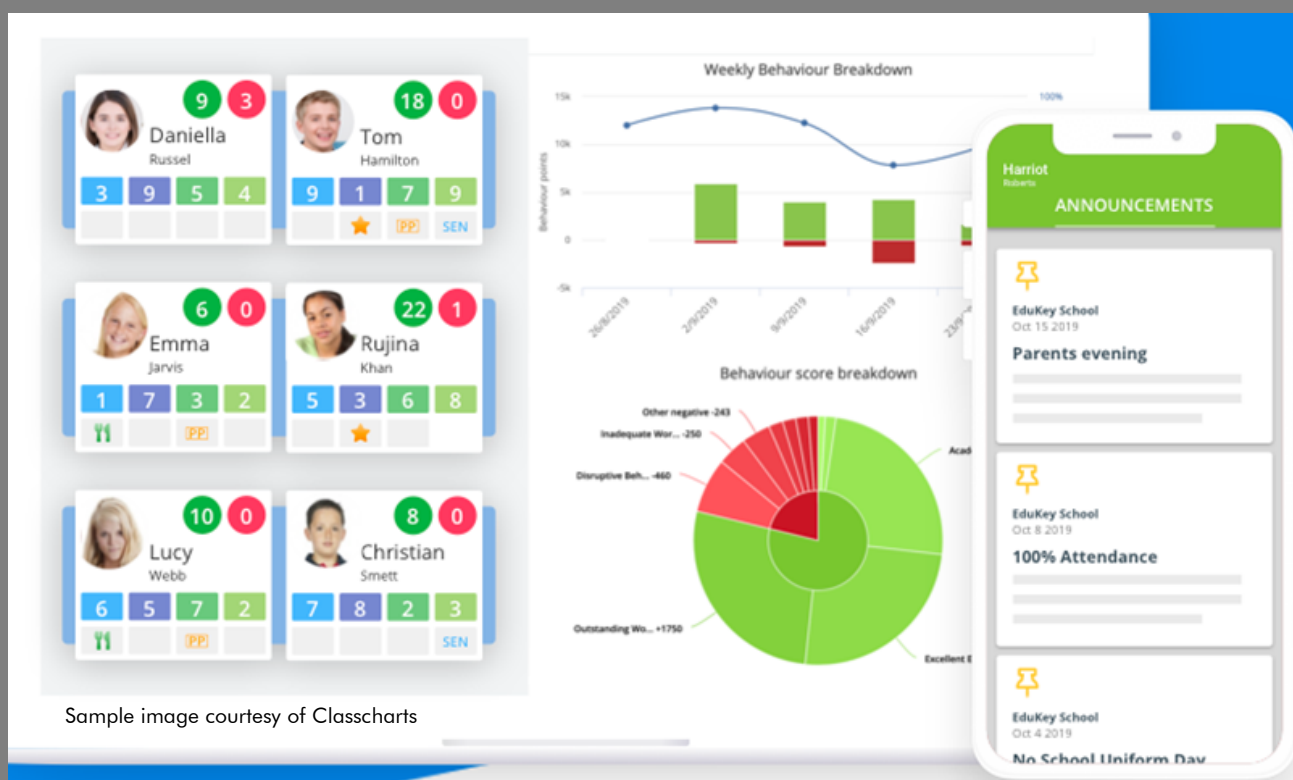 9 3
Daniella
Russel
3 9 5 4
18 0
Tom
Hamilton
9 1 7 9
PP SEN
6 0
Emma
Jarvis
1 7 3 2
PP
22 1
Rujina
Khan
5 3 6 8
10 0
Lucy
Webb
6 5 7 2
PP
8 0
Christian
Smett
7 8 2 3
SEN
Sample image courtesy of Classcharts
Weekly Behaviour Breakdown
15k
100%
10k
5k
0
-5k
Behaviour points
26/8/2019
2/9/2019
9/9/2019
16/9/2019
23/9
Behaviour score breakdown
Other negative -243
Inadequate Wor... -250
Disruptive Beh... -460
Acad
Outstanding Wo... +1750
Excellent E
Harriot
Roberts
ANNOUNCEMENTS
EduKey School
Oct 15 2019
Parents evening
EduKey School
Oct 8 2019
100% Attendance
EduKey School
Oct 4 2019
No School Uniform Day